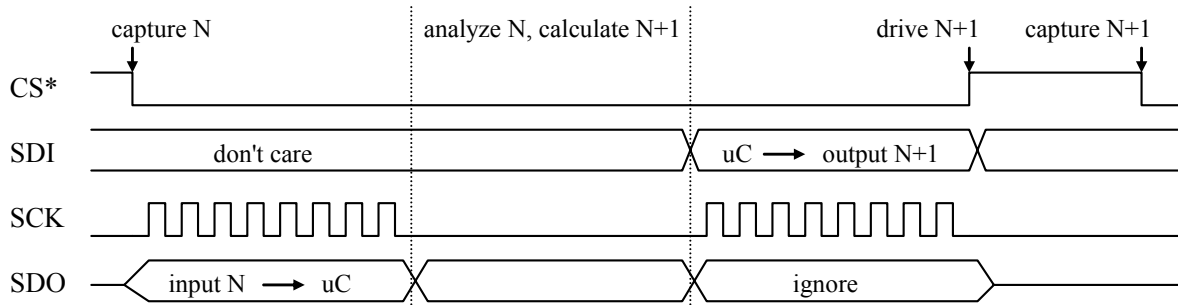 capture N analyze N, calculate N+1 drive N+1 capture N+1
CS*
SDI don't care uC → output N+1
SCK
SDO input N → uC ignore